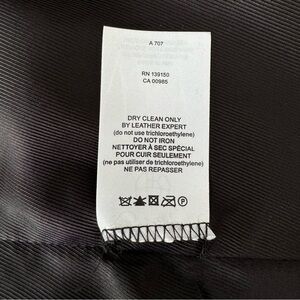 A 707
RN 139150
CA 00985
DRY CLEAN ONLY
BY LEATHER EXPERT
(do not use trichloroethylene)
DO NOT IRON
NETTOYER À SEC SPÉCIAL
POUR CUIR SEULEMENT
(ne pas utiliser de trichloroethylene)
NE PAS REPASSER
P